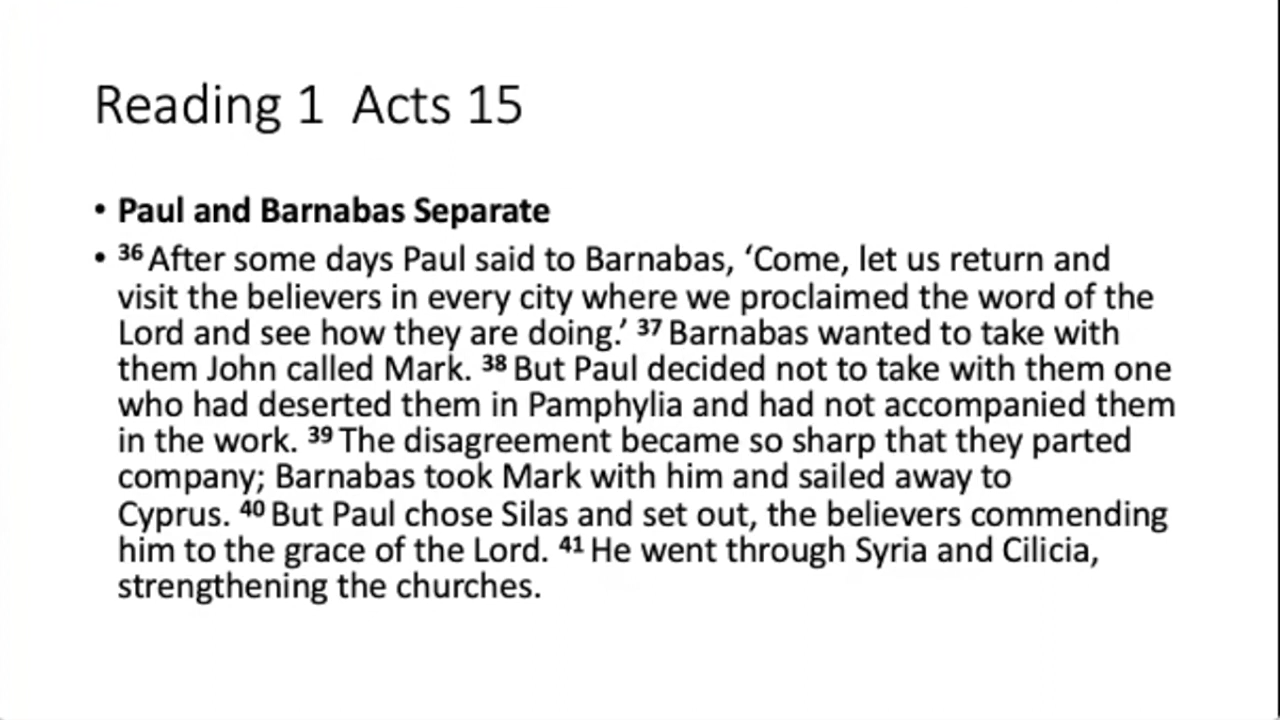 Reading 1  Acts 15
• Paul and Barnabas Separate
• ³⁶ After some days Paul said to Barnabas, ‘Come, let us return and
visit the believers in every city where we proclaimed the word of the
Lord and see how they are doing.’ ³⁷ Barnabas wanted to take with
them John called Mark. ³⁸ But Paul decided not to take with them one
who had deserted them in Pamphylia and had not accompanied them
in the work. ³⁹ The disagreement became so sharp that they parted
company; Barnabas took Mark with him and sailed away to
Cyprus. ⁴⁰ But Paul chose Silas and set out, the believers commending
him to the grace of the Lord. ⁴¹ He went through Syria and Cilicia,
strengthening the churches.